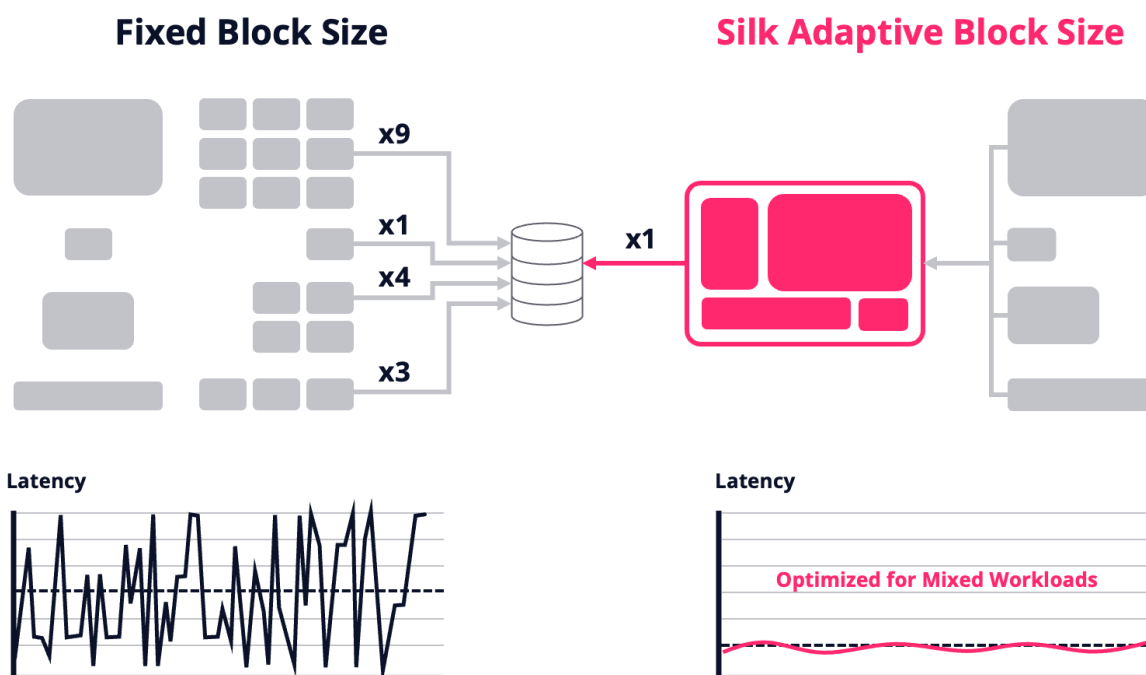 Fixed Block Size
Silk Adaptive Block Size
x9
x1
x4
x3
x1
Latency
Latency
Optimized for Mixed Workloads